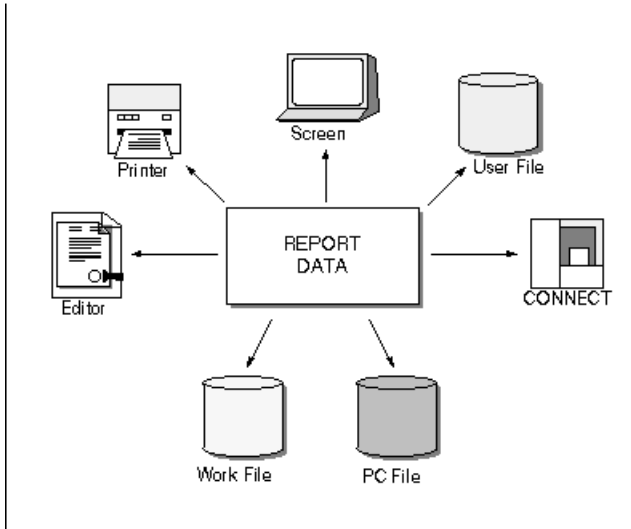 Screen
Printer
User File
REPORT
DATA
Editor
CONNECT
Work File
PC File